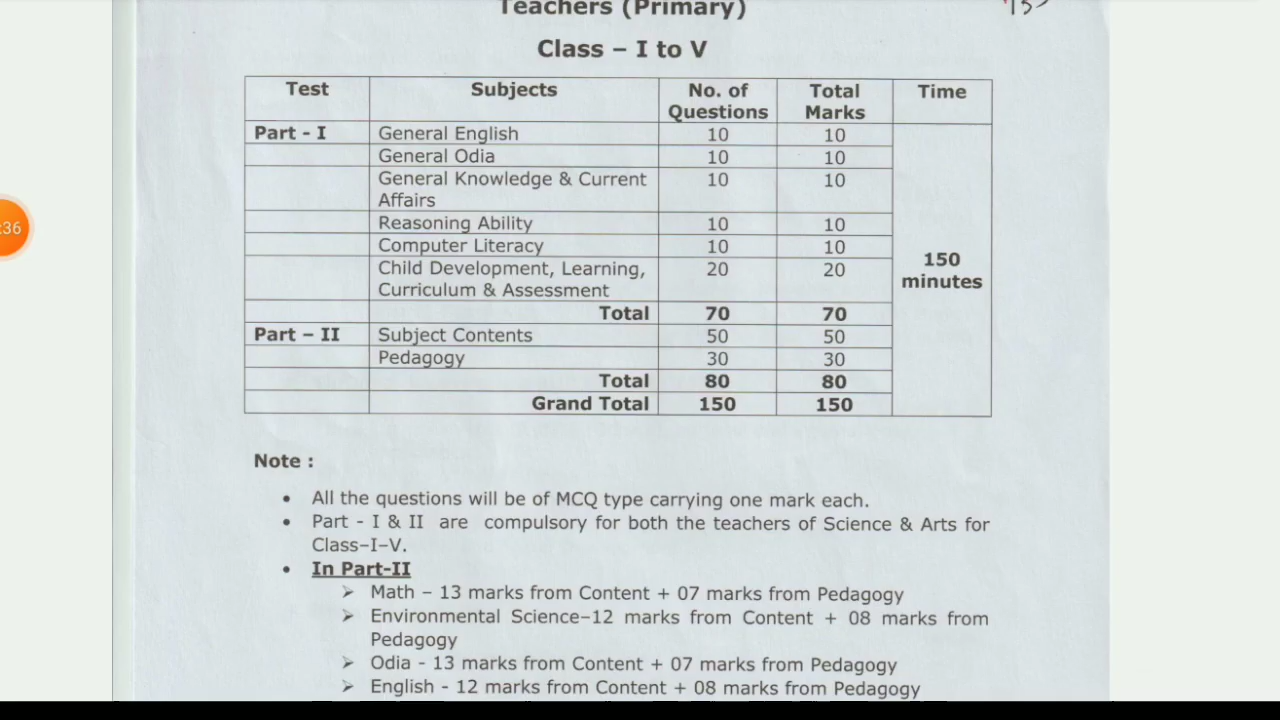 Teachers (Primary)
Class – I to V
Test Subjects No. of Questions Total Marks Time
Part - I General English 10 10
General Odia 10 10
General Knowledge & Current Affairs 10 10
Reasoning Ability 10 10
Computer Literacy 10 10
150 minutes
Child Development, Learning, Curriculum & Assessment 20 20
Total 70 70
Part – II Subject Contents 50 50
Pedagogy 30 30
Total 80 80
Grand Total 150 150
Note :
• All the questions will be of MCQ type carrying one mark each.
• Part - I & II are compulsory for both the teachers of Science & Arts for
Class–I–V.
• In Part-II
➢ Math – 13 marks from Content + 07 marks from Pedagogy
➢ Environmental Science–12 marks from Content + 08 marks from
Pedagogy
➢ Odia - 13 marks from Content + 07 marks from Pedagogy
➢ English - 12 marks from Content + 08 marks from Pedagogy
:36